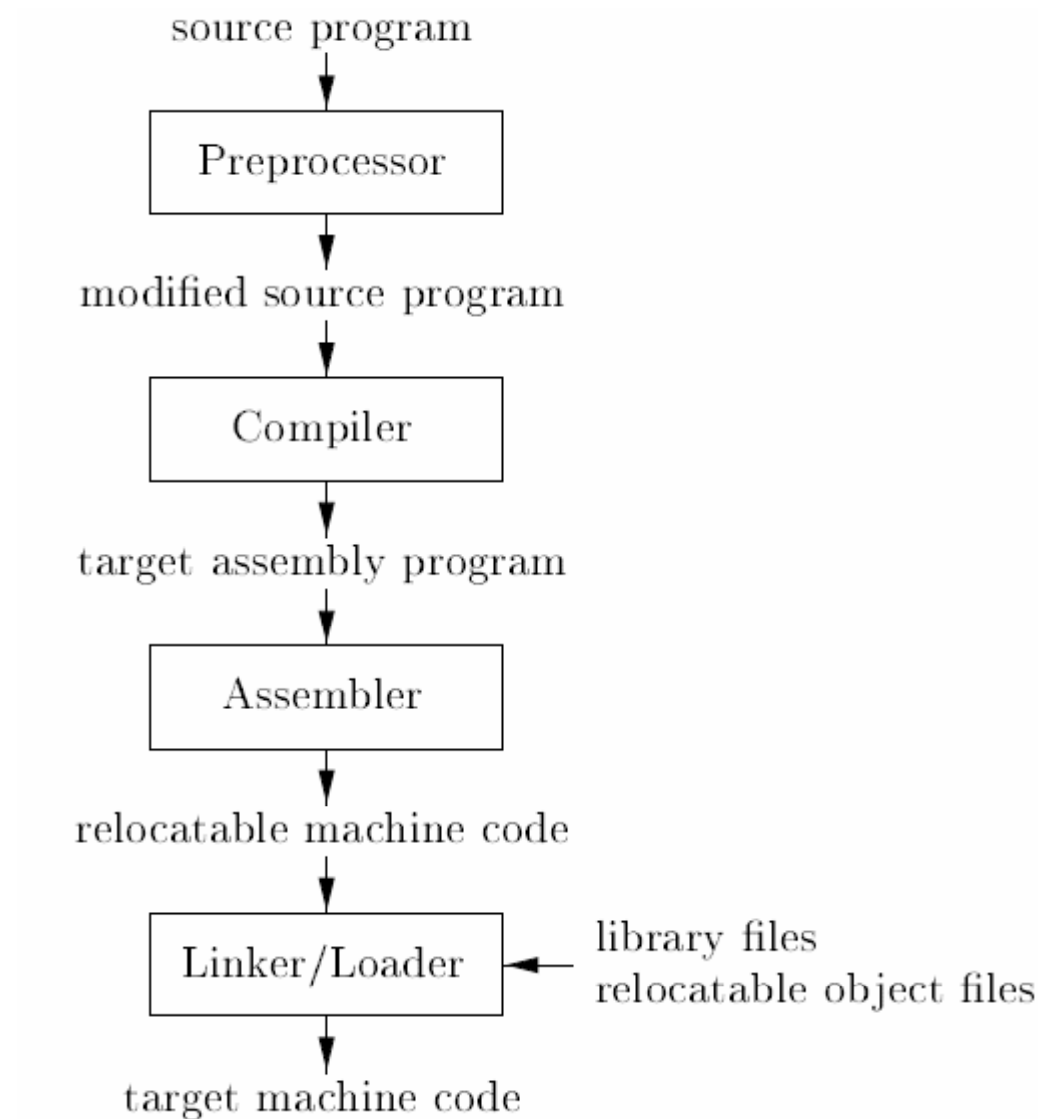 source program
Preprocessor
modified source program
Compiler
target assembly program
Assembler
relocatable machine code
Linker/Loader
library files
relocatable object files
target machine code